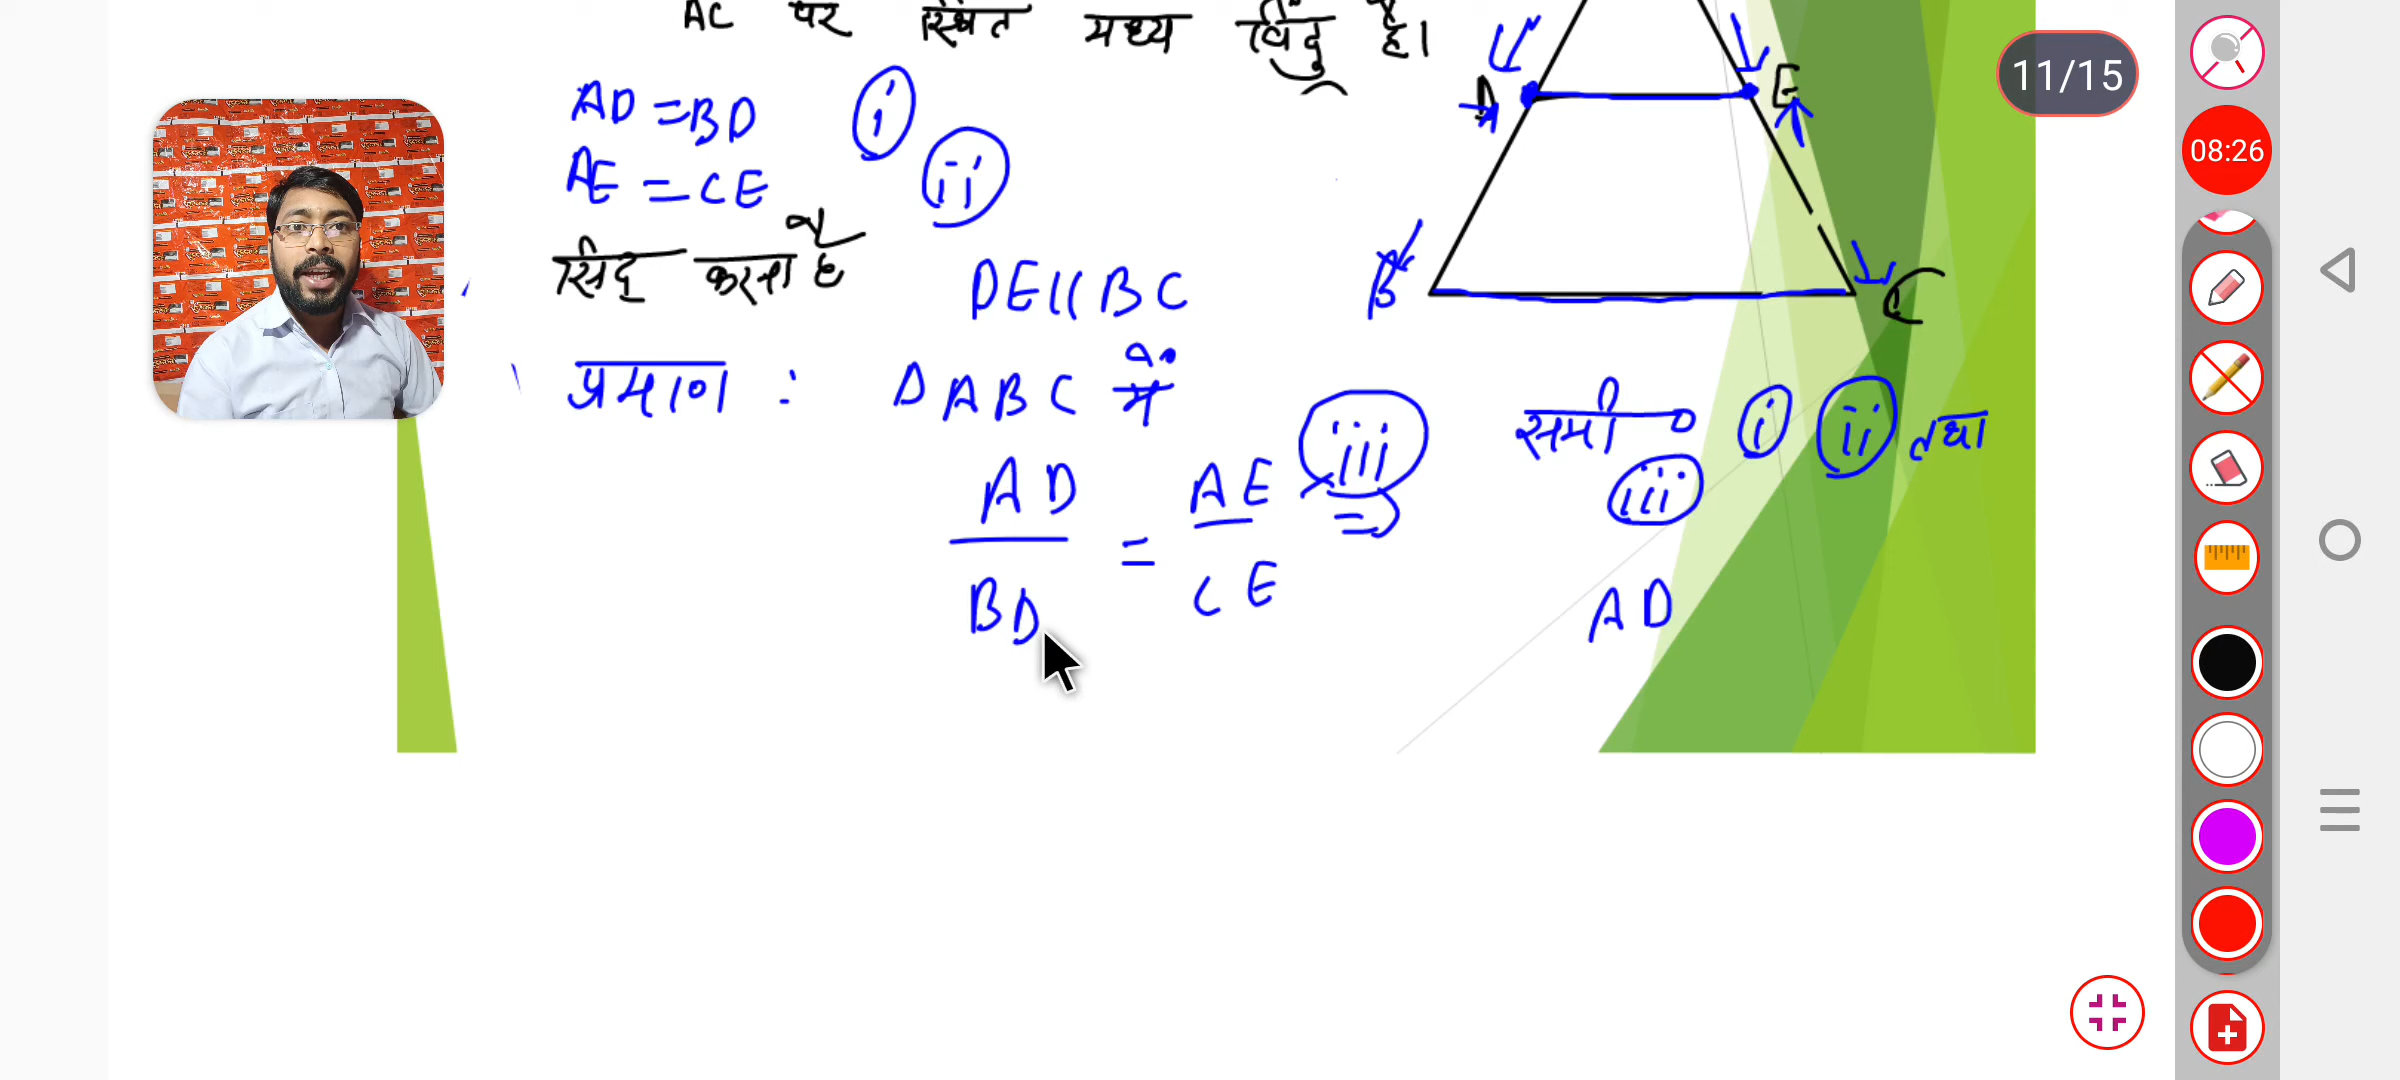 AC पर स्थित मध्य बिंदु है।
AD = BD (i)
AE = CE (ii)
सिद्ध करना है
DE || BC
प्रमाण : Δ ABC में
AD/BD = AE/CE (iii)
समी० (i) (ii) तथा
(iii)
AD
D
E
B
C
11/15
08:26